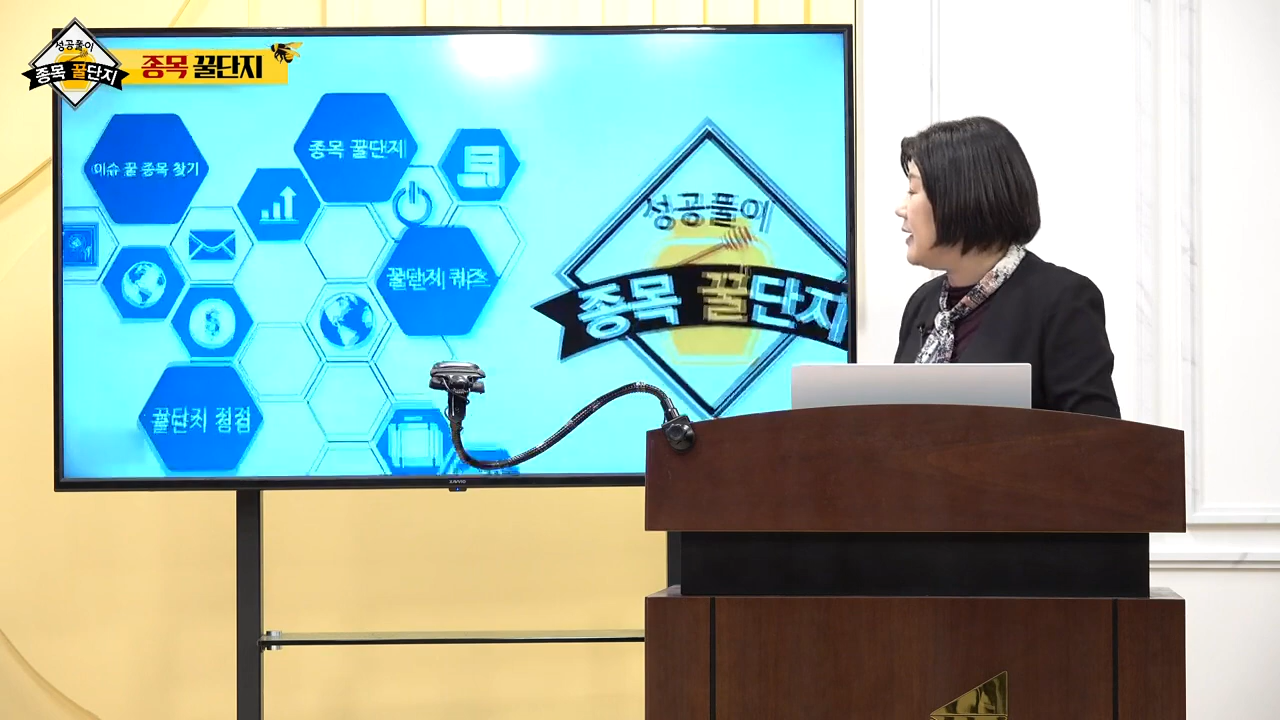 성공풀이
종목 꿀단지
종목 꿀단지
이슈 꿀 종목 찾기
종목 꿀단지
꿀단지 퀴즈
꿀단지 점검
성공풀이
종목 꿀단지